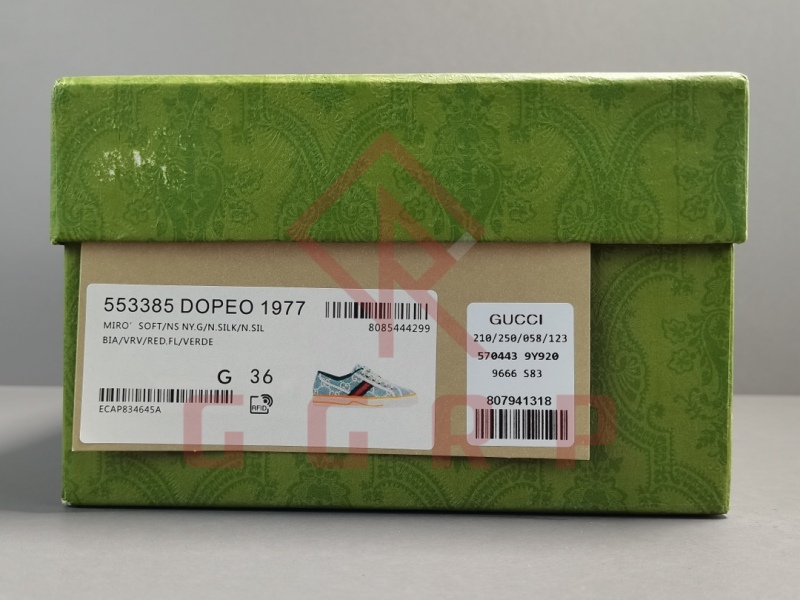 553385 DOPEO 1977
MIRO' SOFT/NS NY.G/N.SILK/N.SIL
BIA/VRV/RED.FL/VERDE
8085444299
G 36
ECAP834645A
RFID
GUCCI
210/250/058/123
570443 9Y920
9666 S83
807941318
GGRP